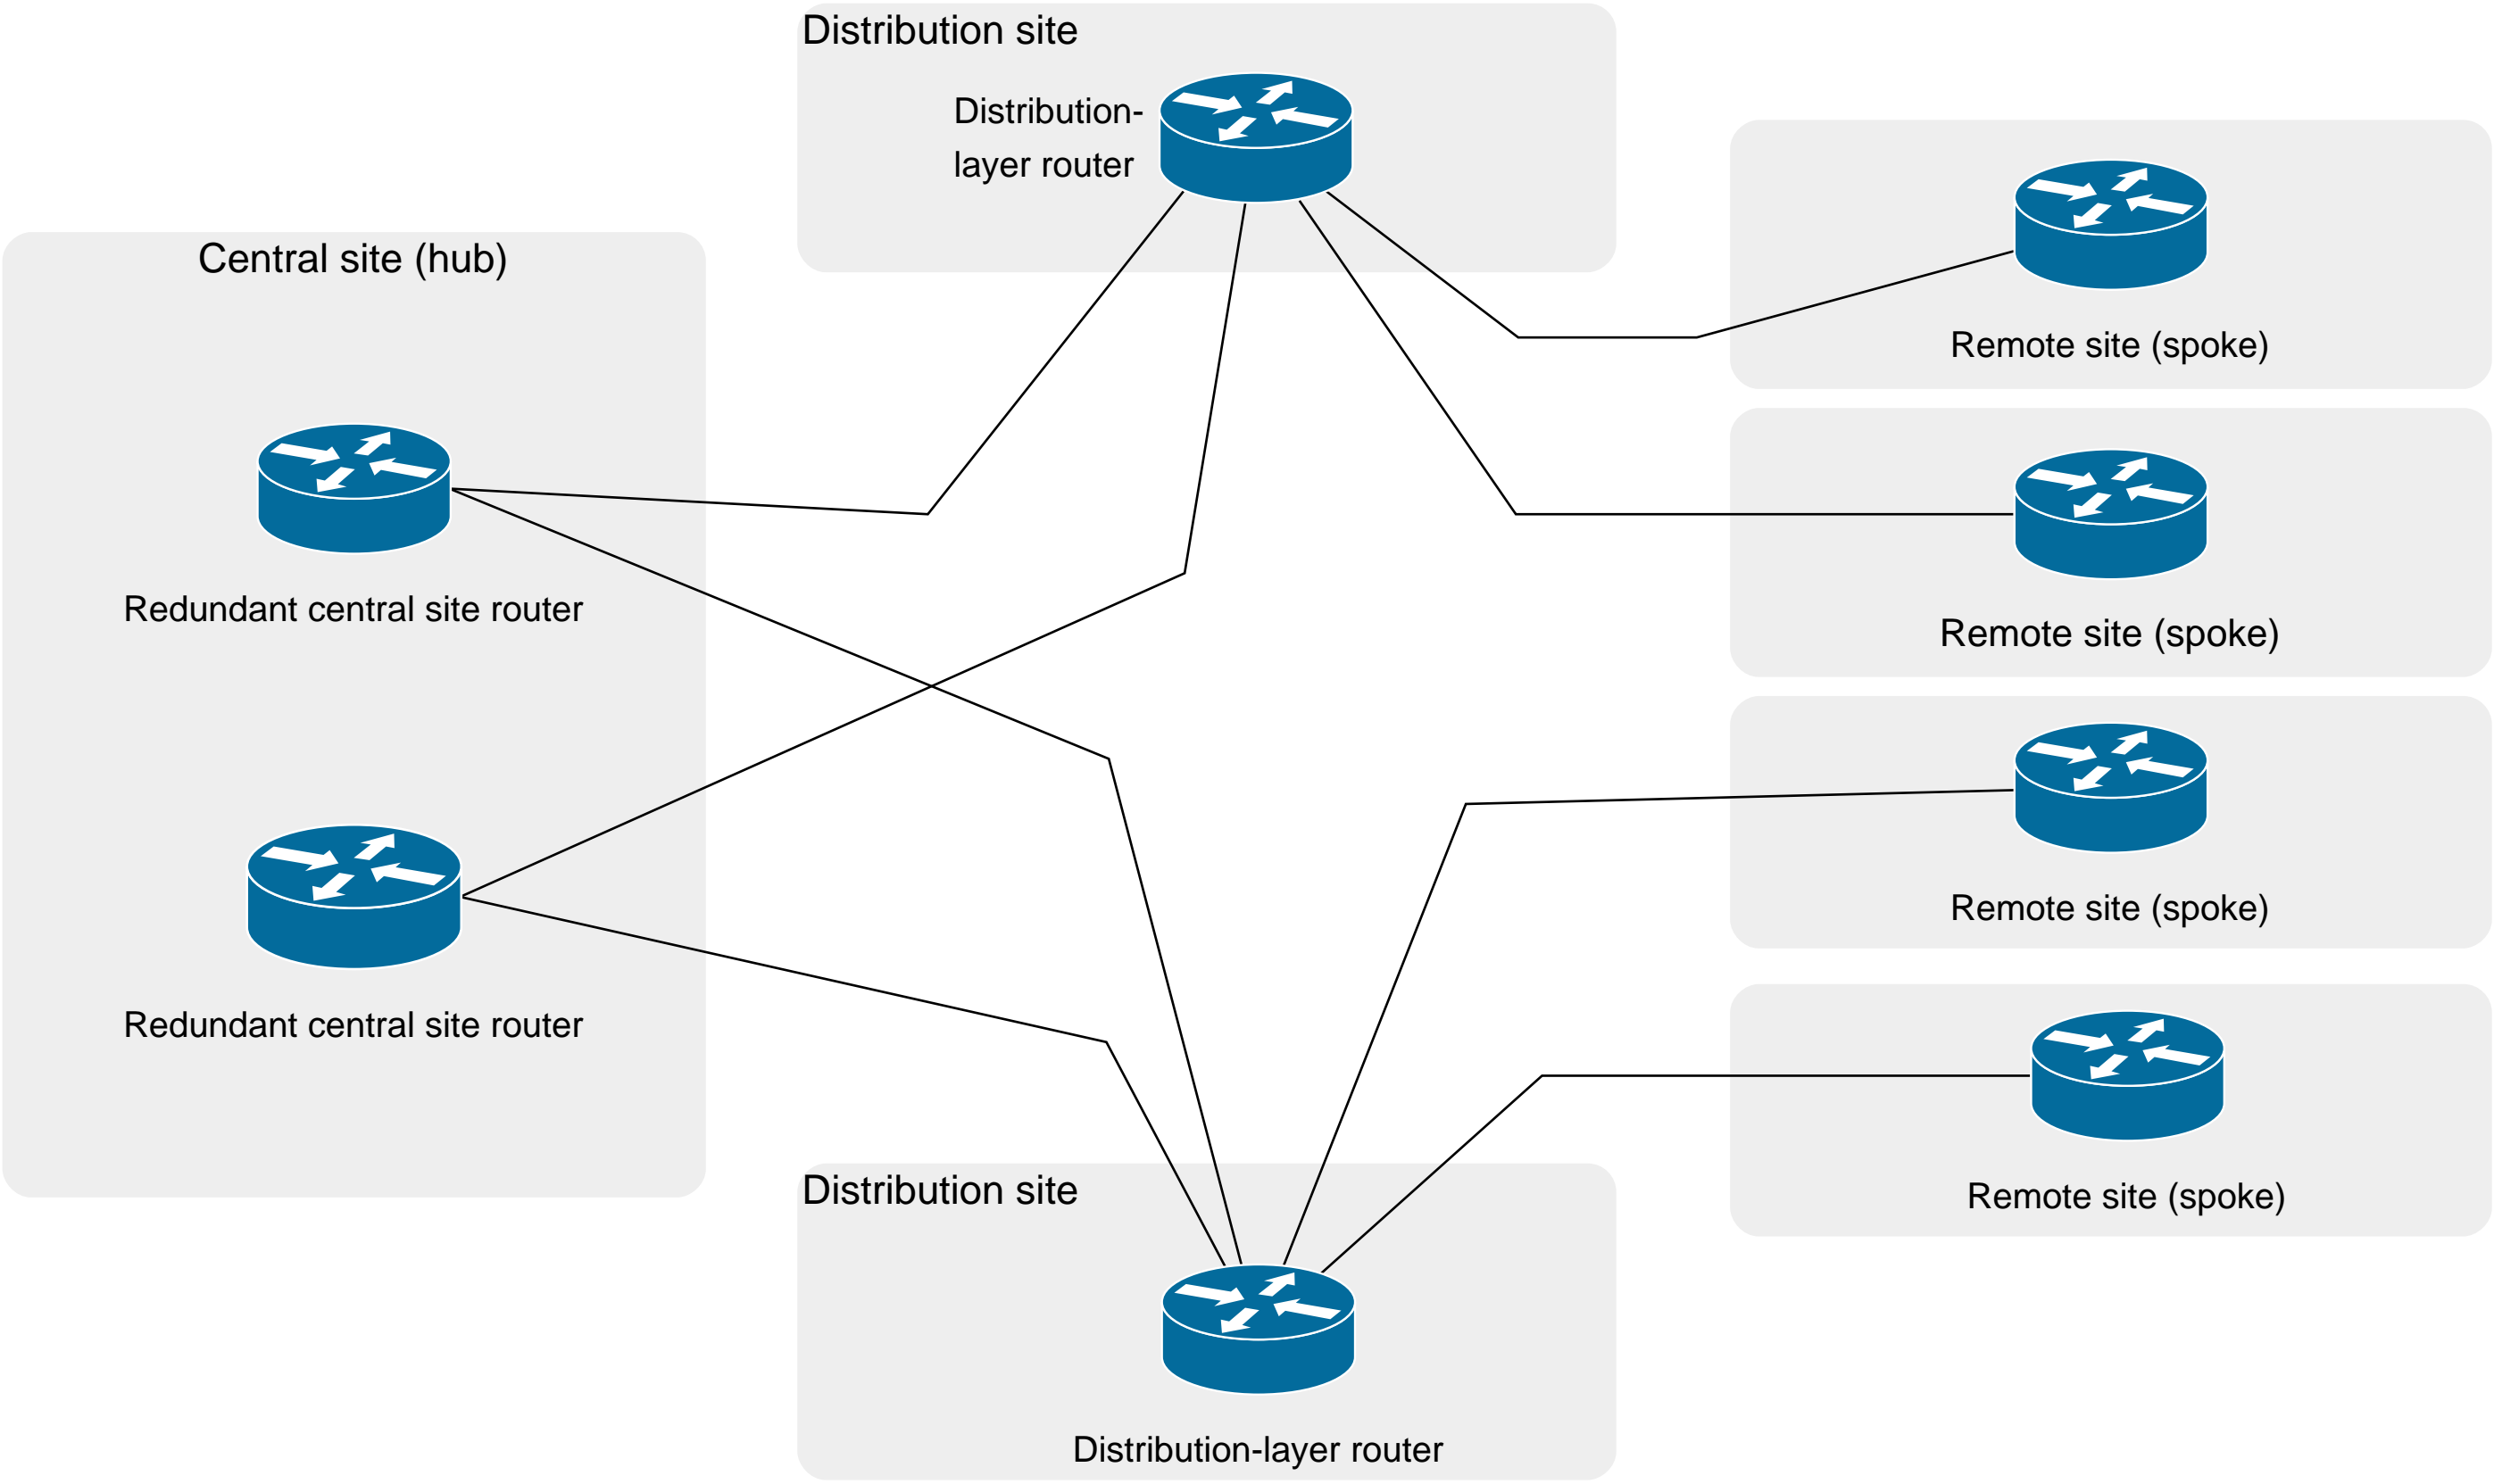 Distribution site
Distribution-
layer router
Central site (hub)
Remote site (spoke)
Redundant central site router
Remote site (spoke)
Remote site (spoke)
Redundant central site router
Distribution site
Remote site (spoke)
Distribution-layer router